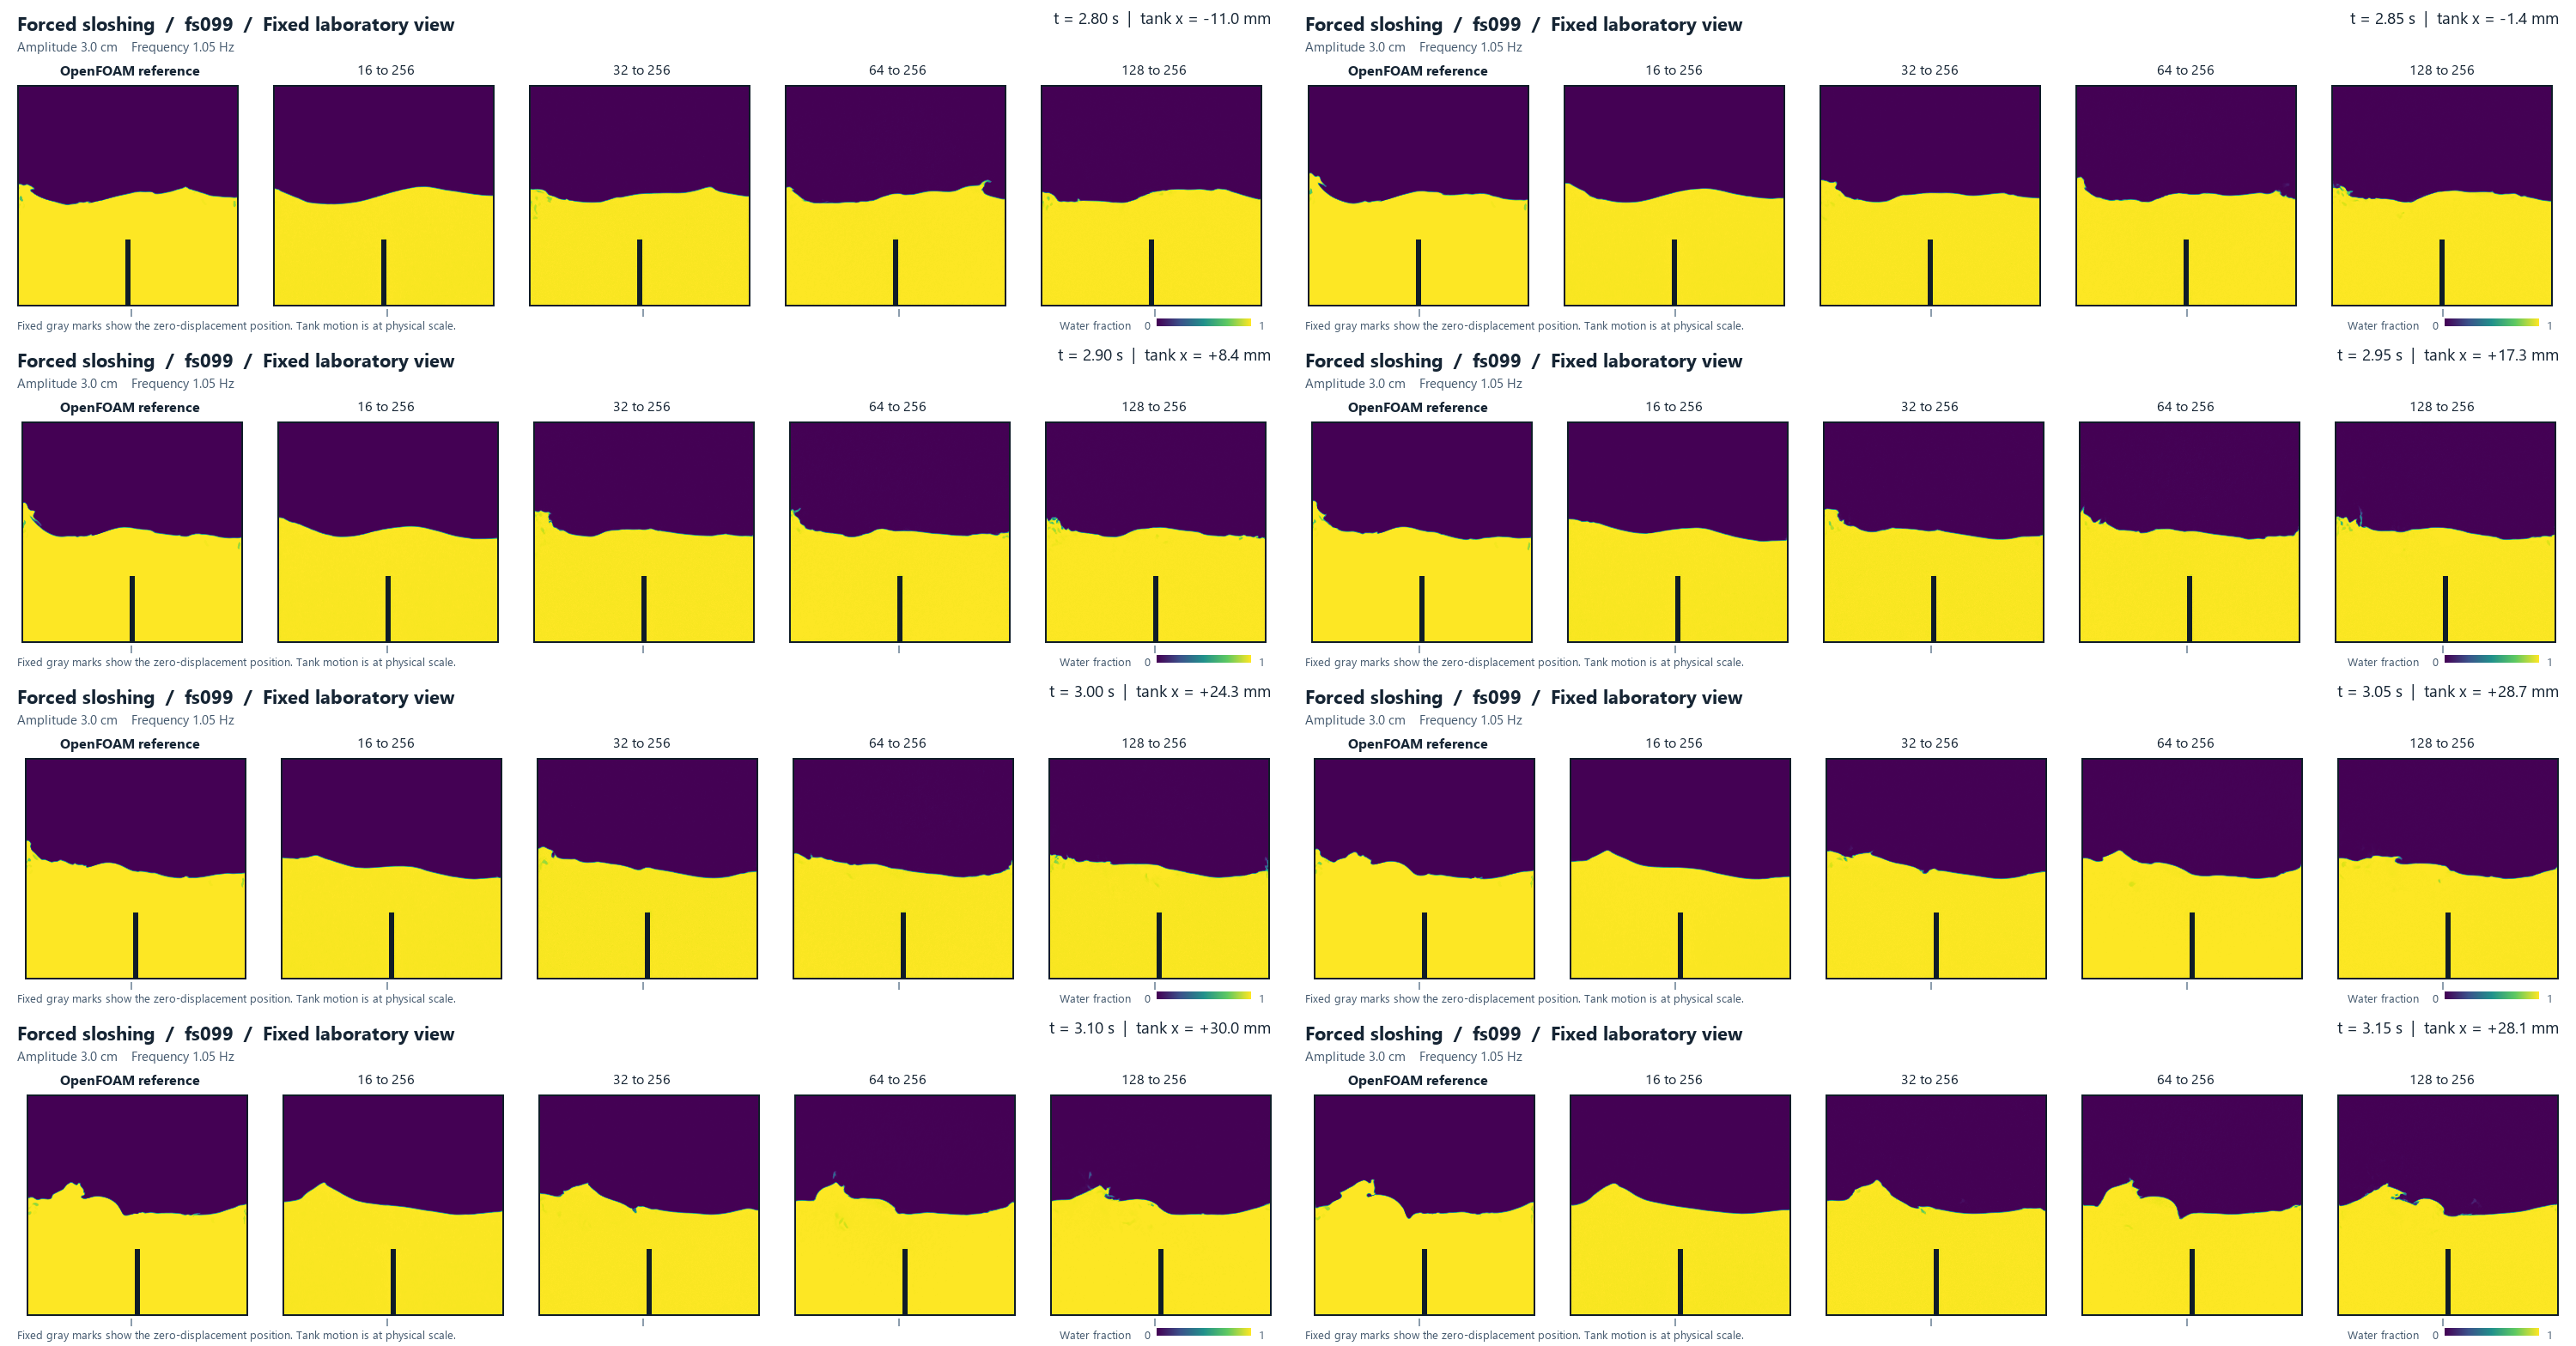 Forced sloshing / fs099 / Fixed laboratory view
t = 2.80 s | tank x = -11.0 mm
Amplitude 3.0 cm Frequency 1.05 Hz
OpenFOAM reference 16 to 256 32 to 256 64 to 256 128 to 256
Fixed gray marks show the zero-displacement position. Tank motion is at physical scale.
Water fraction 0 1
Forced sloshing / fs099 / Fixed laboratory view
t = 2.85 s | tank x = -1.4 mm
Amplitude 3.0 cm Frequency 1.05 Hz
OpenFOAM reference 16 to 256 32 to 256 64 to 256 128 to 256
Fixed gray marks show the zero-displacement position. Tank motion is at physical scale.
Water fraction 0 1
Forced sloshing / fs099 / Fixed laboratory view
t = 2.90 s | tank x = +8.4 mm
Amplitude 3.0 cm Frequency 1.05 Hz
OpenFOAM reference 16 to 256 32 to 256 64 to 256 128 to 256
Fixed gray marks show the zero-displacement position. Tank motion is at physical scale.
Water fraction 0 1
Forced sloshing / fs099 / Fixed laboratory view
t = 2.95 s | tank x = +17.3 mm
Amplitude 3.0 cm Frequency 1.05 Hz
OpenFOAM reference 16 to 256 32 to 256 64 to 256 128 to 256
Fixed gray marks show the zero-displacement position. Tank motion is at physical scale.
Water fraction 0 1
Forced sloshing / fs099 / Fixed laboratory view
t = 3.00 s | tank x = +24.3 mm
Amplitude 3.0 cm Frequency 1.05 Hz
OpenFOAM reference 16 to 256 32 to 256 64 to 256 128 to 256
Fixed gray marks show the zero-displacement position. Tank motion is at physical scale.
Water fraction 0 1
Forced sloshing / fs099 / Fixed laboratory view
t = 3.05 s | tank x = +28.7 mm
Amplitude 3.0 cm Frequency 1.05 Hz
OpenFOAM reference 16 to 256 32 to 256 64 to 256 128 to 256
Fixed gray marks show the zero-displacement position. Tank motion is at physical scale.
Water fraction 0 1
Forced sloshing / fs099 / Fixed laboratory view
t = 3.10 s | tank x = +30.0 mm
Amplitude 3.0 cm Frequency 1.05 Hz
OpenFOAM reference 16 to 256 32 to 256 64 to 256 128 to 256
Fixed gray marks show the zero-displacement position. Tank motion is at physical scale.
Water fraction 0 1
Forced sloshing / fs099 / Fixed laboratory view
t = 3.15 s | tank x = +28.1 mm
Amplitude 3.0 cm Frequency 1.05 Hz
OpenFOAM reference 16 to 256 32 to 256 64 to 256 128 to 256
Fixed gray marks show the zero-displacement position. Tank motion is at physical scale.
Water fraction 0 1